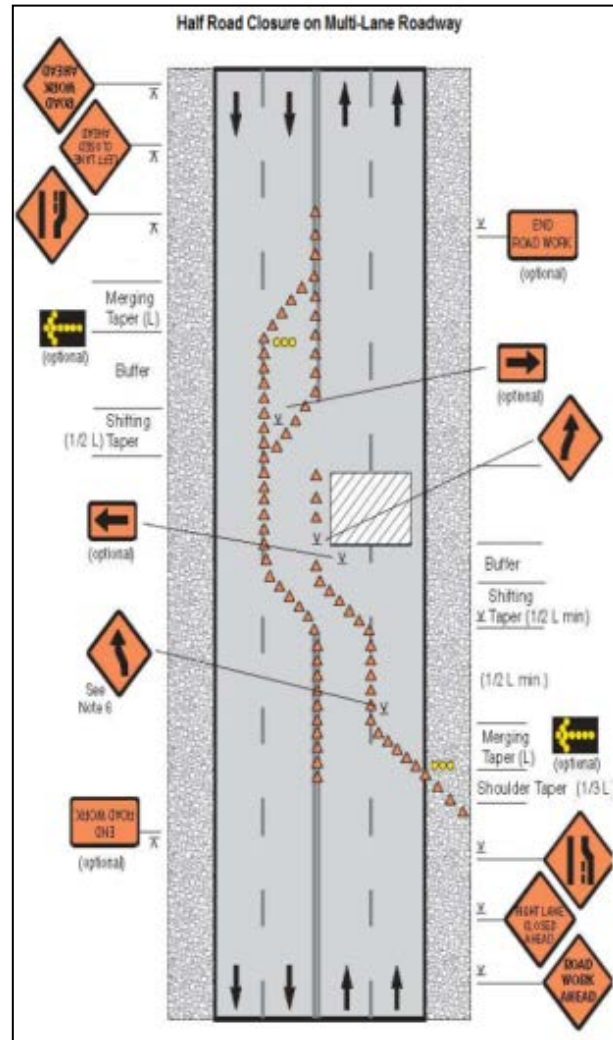 Half Road Closure on Multi-Lane Roadway
ROAD
WORK
AHEAD
LEFT LANE
CLOSED
AHEAD
END
ROAD WORK
(optional)
Merging
Taper (L)
(optional)
Buffer
Shifting
(1/2 L) Taper
(optional)
(optional)
Buffer
Shifting
Taper (1/2 L min)
See
Note 6
(1/2 L min.)
Merging
Taper (L)
(optional)
Shoulder Taper (1/3 L)
END
ROAD WORK
(optional)
RIGHT LANE
CLOSED
AHEAD
ROAD
WORK
AHEAD